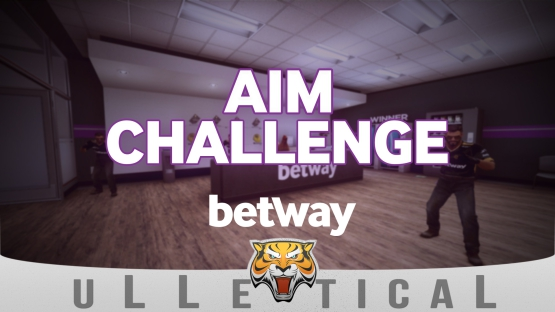 AIM
CHALLENGE
WINNER
betway
betway
ULLETICAL